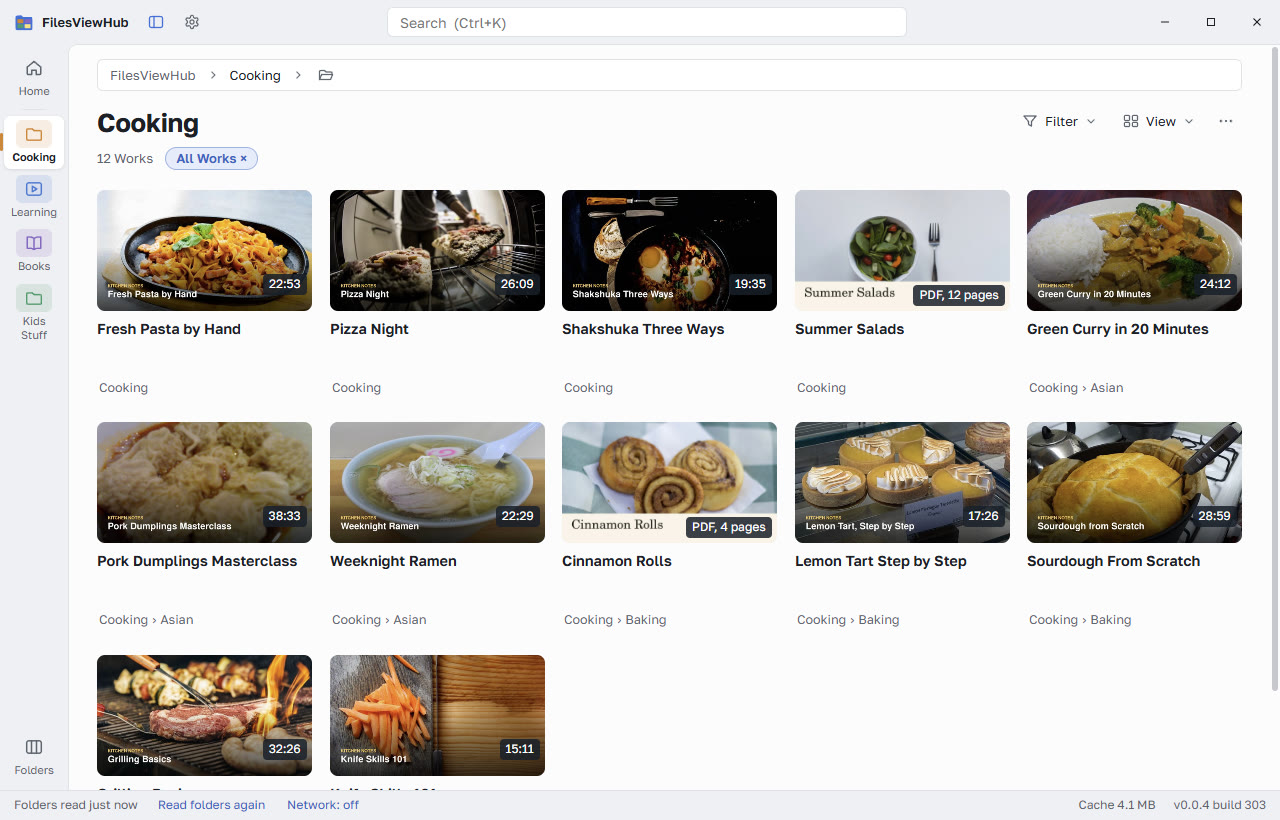 FilesViewHub
Search (Ctrl+K)
Home
Cooking
Learning
Books
Kids
Stuff
Folders
FilesViewHub > Cooking >
Cooking
Filter
View
12 Works
All Works ×
KITCHEN NOTES
Fresh Pasta by Hand
22:53
Fresh Pasta by Hand
Cooking
KITCHEN NOTES
Pizza Night
26:09
Pizza Night
Cooking
KITCHEN NOTES
Shakshuka Three Ways
19:35
Shakshuka Three Ways
Cooking
Summer Salads
PDF, 12 pages
Summer Salads
Cooking
KITCHEN NOTES
Green Curry in 20 Minutes
24:12
Green Curry in 20 Minutes
Cooking › Asian
KITCHEN NOTES
Pork Dumplings Masterclass
38:33
Pork Dumplings Masterclass
Cooking › Asian
KITCHEN NOTES
Weeknight Ramen
22:29
Weeknight Ramen
Cooking › Asian
Cinnamon Rolls
PDF, 4 pages
Cinnamon Rolls
Cooking › Baking
KITCHEN NOTES
Lemon Tart, Step by Step
17:26
Lemon Tart Step by Step
Cooking › Baking
KITCHEN NOTES
Sourdough from Scratch
28:59
Sourdough From Scratch
Cooking › Baking
KITCHEN NOTES
Grilling Basics
32:26
KITCHEN NOTES
Knife Skills 101
15:11
Folders read just now
Read folders again
Network: off
Cache 4.1 MB
v0.0.4 build 303